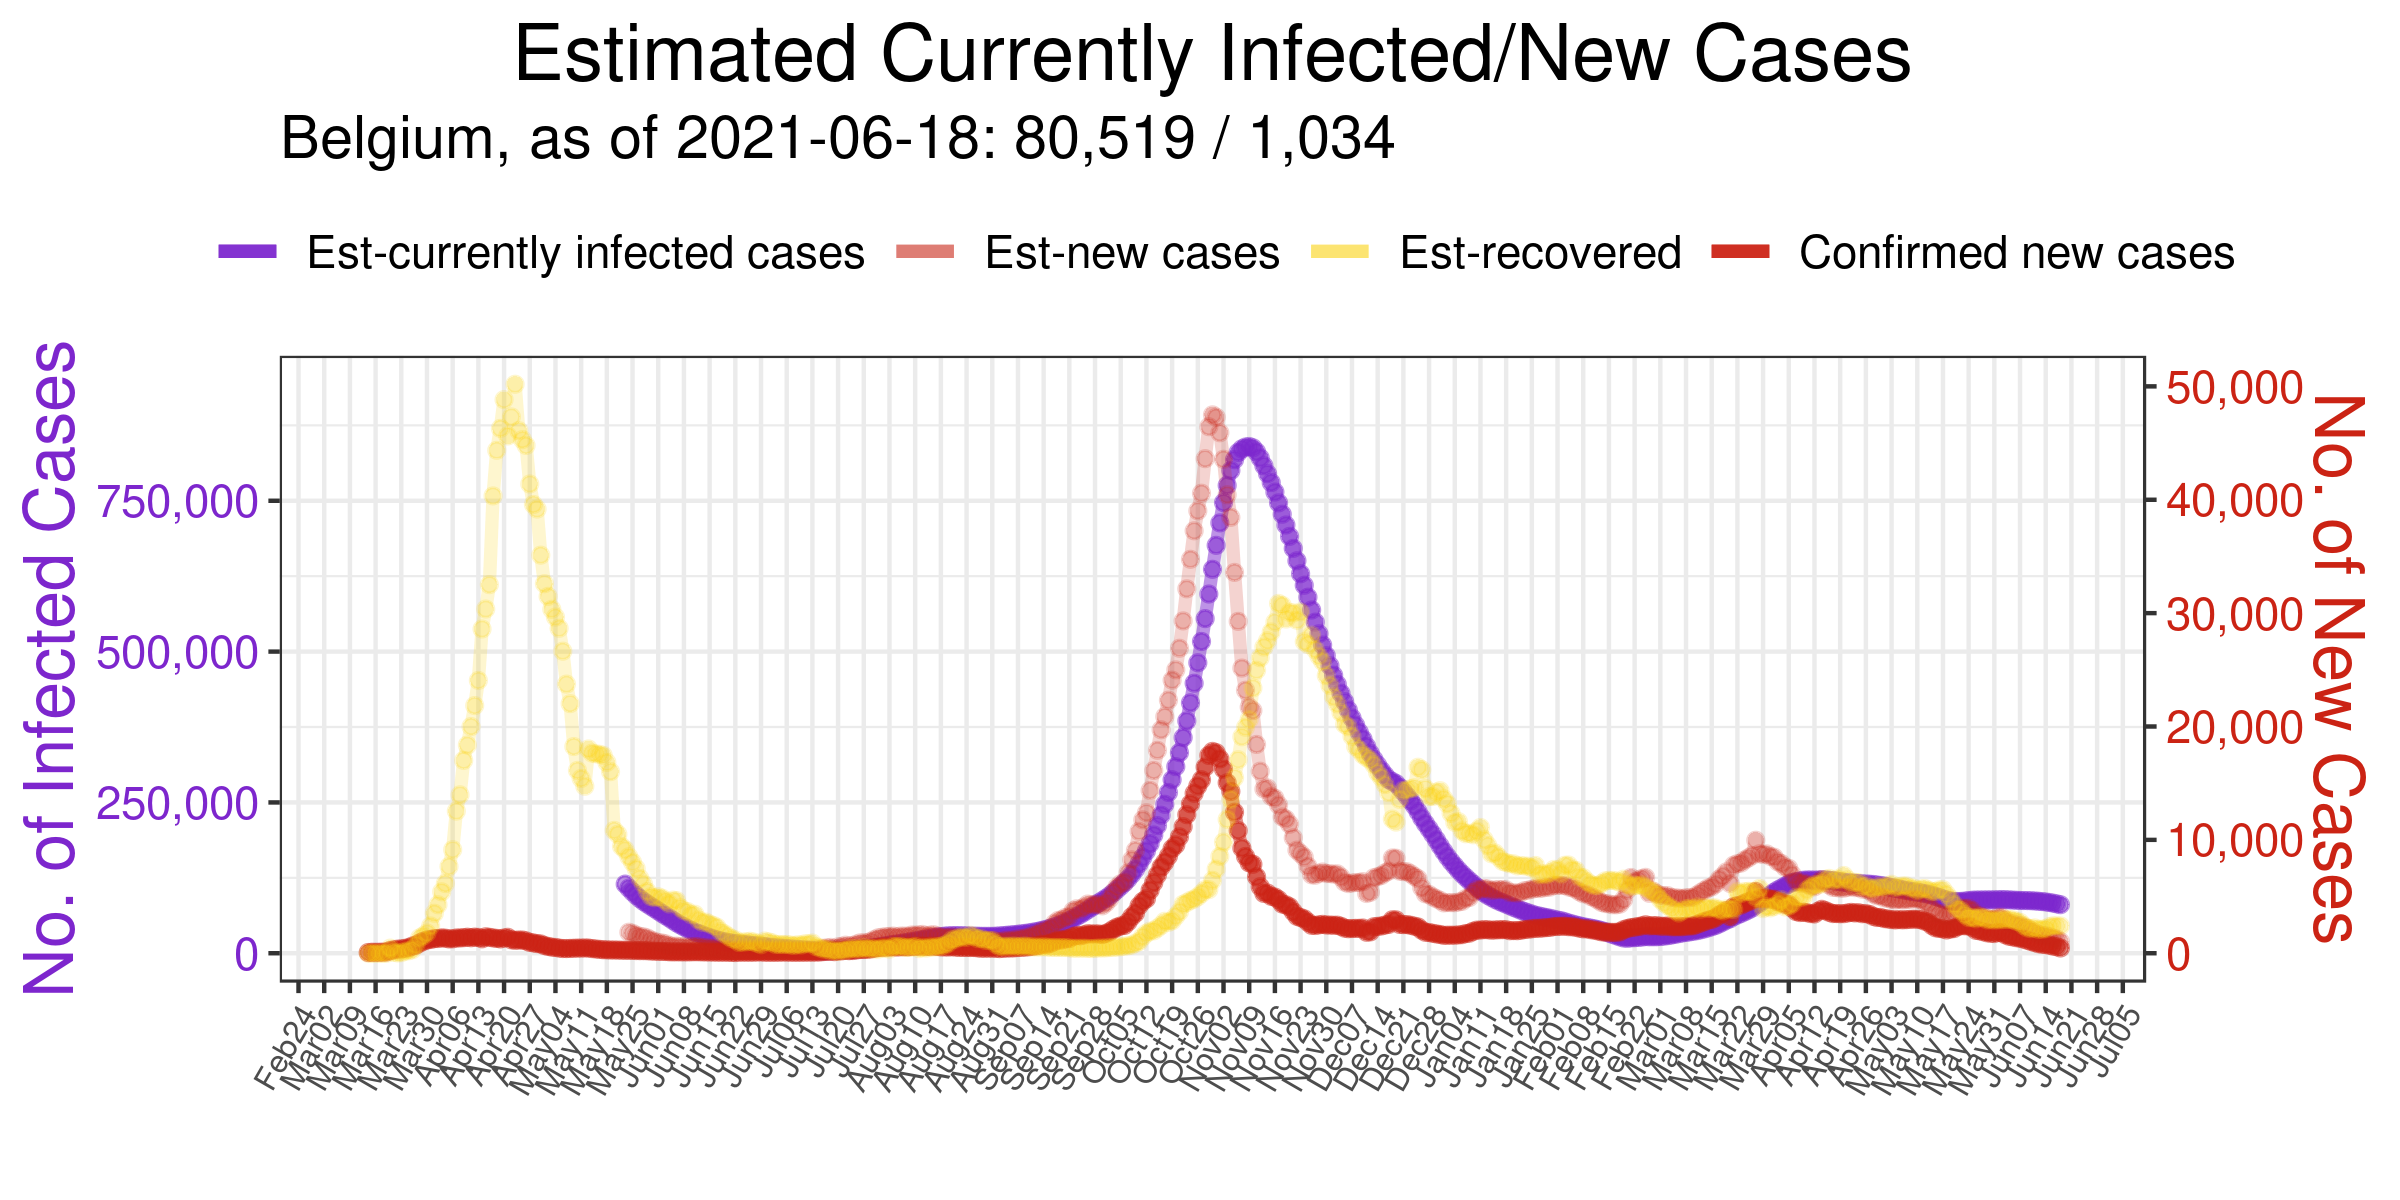 Estimated Currently Infected/New Cases
Belgium, as of 2021-06-18: 80,519 / 1,034
Est-currently infected cases Est-new cases Est-recovered Confirmed new cases
No. of Infected Cases
750,000
500,000
250,000
0
50,000
40,000
30,000
20,000
10,000
0
No. of New Cases
Feb24 Mar02 Mar09 Mar16 Mar23 Mar30 Apr06 Apr13 Apr20 Apr27 May04 May11 May18 May25 Jun01 Jun08 Jun15 Jun22 Jun29 Jul06 Jul13 Jul20 Jul27 Aug03 Aug10 Aug17 Aug24 Aug31 Sep07 Sep14 Sep21 Sep28 Oct05 Oct12 Oct19 Oct26 Nov02 Nov09 Nov16 Nov23 Nov30 Dec07 Dec14 Dec21 Dec28 Jan04 Jan11 Jan18 Jan25 Feb01 Feb08 Feb15 Feb22 Mar01 Mar08 Mar15 Mar22 Mar29 Apr05 Apr12 Apr19 Apr26 May03 May10 May17 May24 May31 Jun07 Jun14 Jun21 Jun28 Jul05